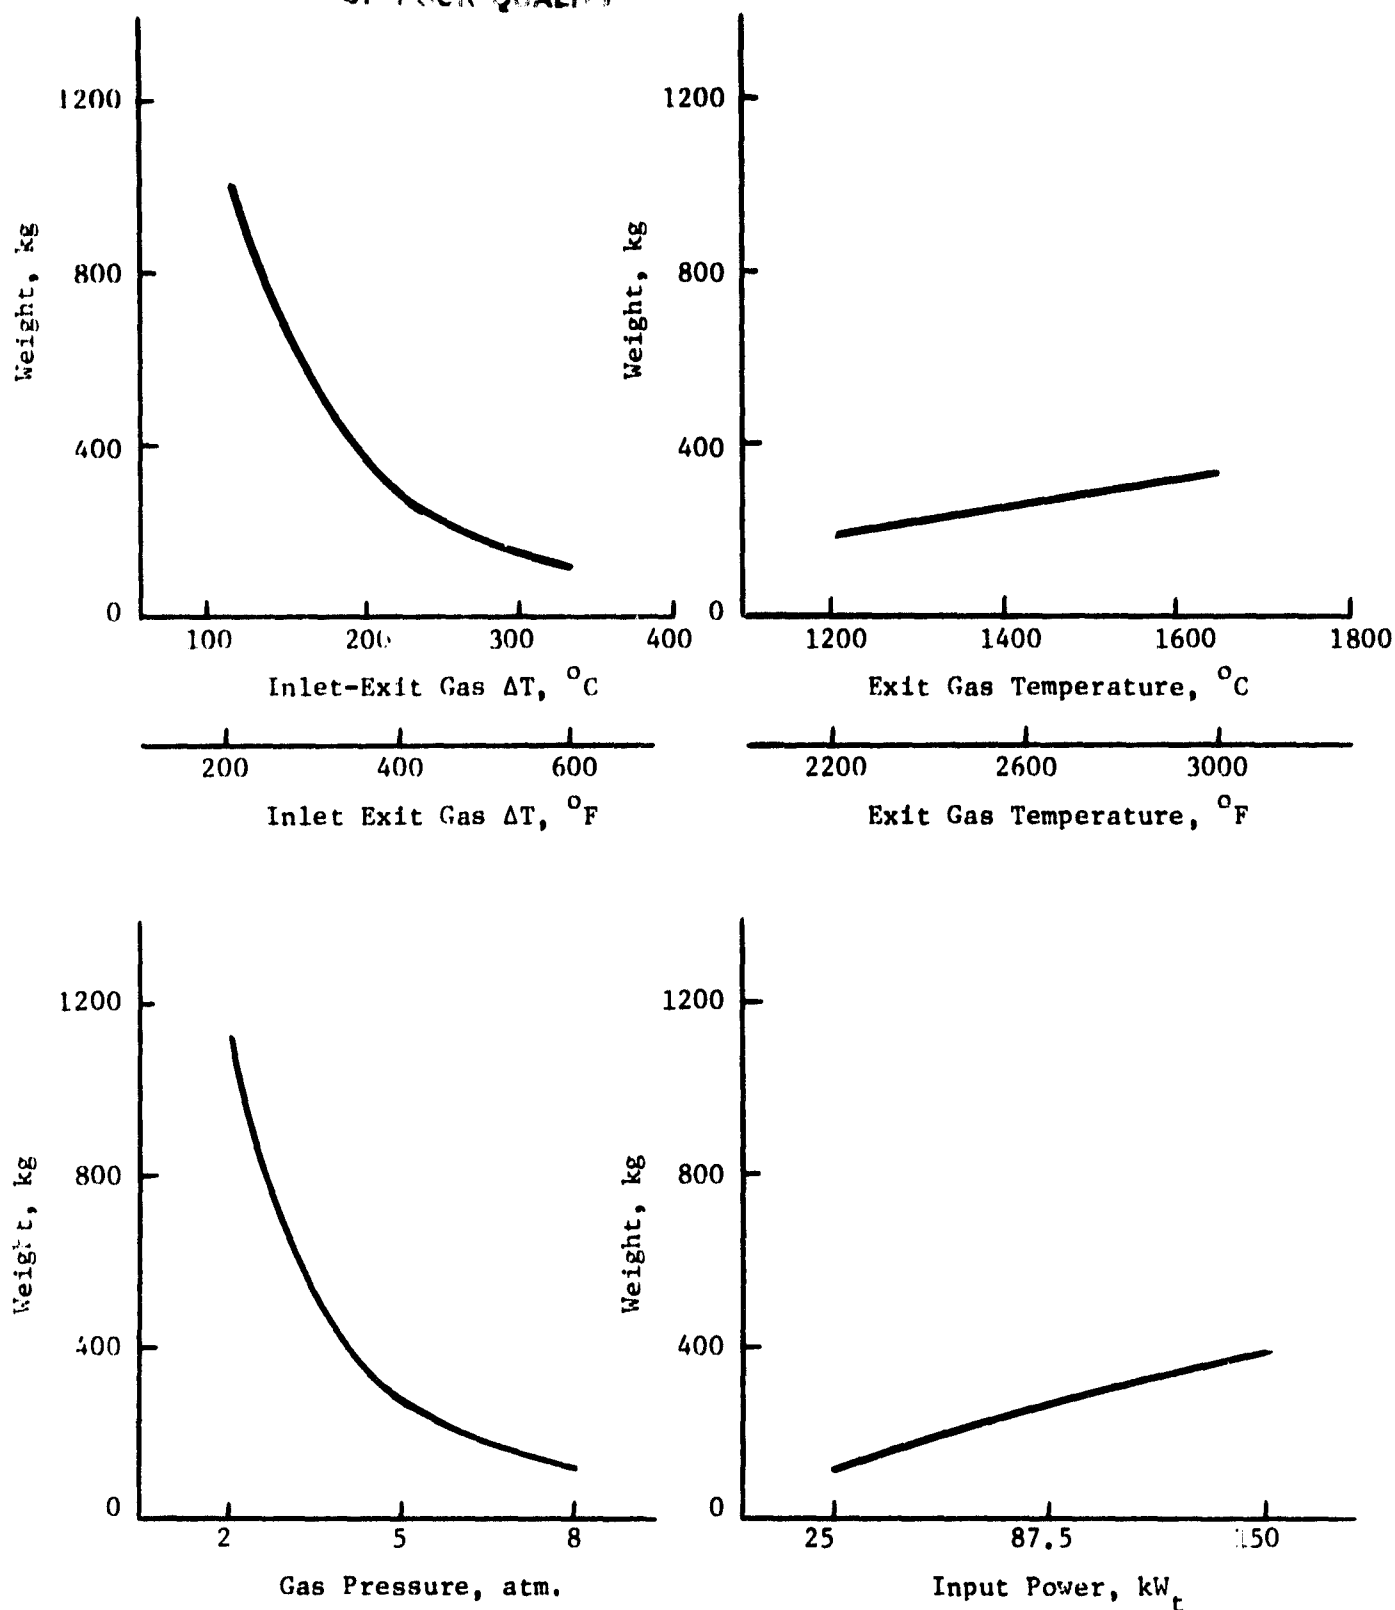 QUALITY
1200
800
400
0
Weight, kg
100 200 300 400
Inlet-Exit Gas ΔT, °C
200 400 600
Inlet Exit Gas ΔT, °F
1200
800
400
0
Weight, kg
1200 1400 1600 1800
Exit Gas Temperature, °C
2200 2600 3000
Exit Gas Temperature, °F
1200
800
400
0
Weight, kg
2 5 8
Gas Pressure, atm.
1200
800
400
0
Weight, kg
25 87.5 150
Input Power, kWt